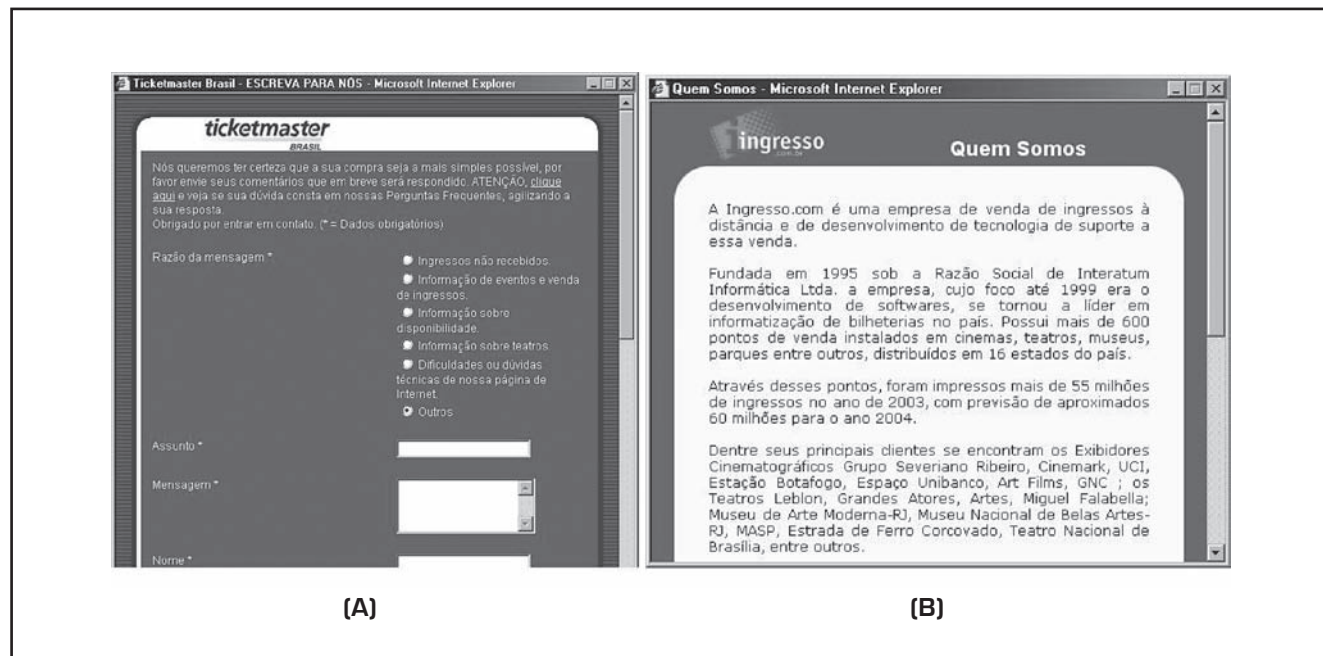 Ticketmaster Brasil - ESCREVA PARA NÓS - Microsoft Internet Explorer
ticketmaster
BRASIL
Nós queremos ter certeza que a sua compra seja a mais simples possível, por
favor envie seus comentários que em breve será respondido. ATENÇÃO, clique
aqui e veja se sua dúvida consta em nossas Perguntas Frequentes, agilizando a
sua resposta.
Obrigado por entrar em contato. (* = Dados obrigatórios)
Razão da mensagem *
Ingressos não recebidos.
Informação de eventos e venda
de ingressos.
Informação sobre
disponibilidade.
Informação sobre teatros.
Dificuldades ou dúvidas
técnicas de nossa página de
Internet.
Outros
Assunto *
Mensagem *
Nome *
(A)
Quem Somos - Microsoft Internet Explorer
ingresso
.com.br
Quem Somos
A Ingresso.com é uma empresa de venda de ingressos à
distância e de desenvolvimento de tecnologia de suporte a
essa venda.
Fundada em 1995 sob a Razão Social de Interatum
Informática Ltda. a empresa, cujo foco até 1999 era o
desenvolvimento de softwares, se tornou a líder em
informatização de bilheterias no país. Possui mais de 600
pontos de venda instalados em cinemas, teatros, museus,
parques entre outros, distribuídos em 16 estados do país.
Através desses pontos, foram impressos mais de 55 milhões
de ingressos no ano de 2003, com previsão de aproximados
60 milhões para o ano 2004.
Dentre seus principais clientes se encontram os Exibidores
Cinematográficos Grupo Severiano Ribeiro, Cinemark, UCI,
Estação Botafogo, Espaço Unibanco, Art Films, GNC ; os
Teatros Leblon, Grandes Atores, Artes, Miguel Falabella;
Museu de Arte Moderna-RJ, Museu Nacional de Belas Artes-
RJ, MASP, Estrada de Ferro Corcovado, Teatro Nacional de
Brasília, entre outros.
(B)